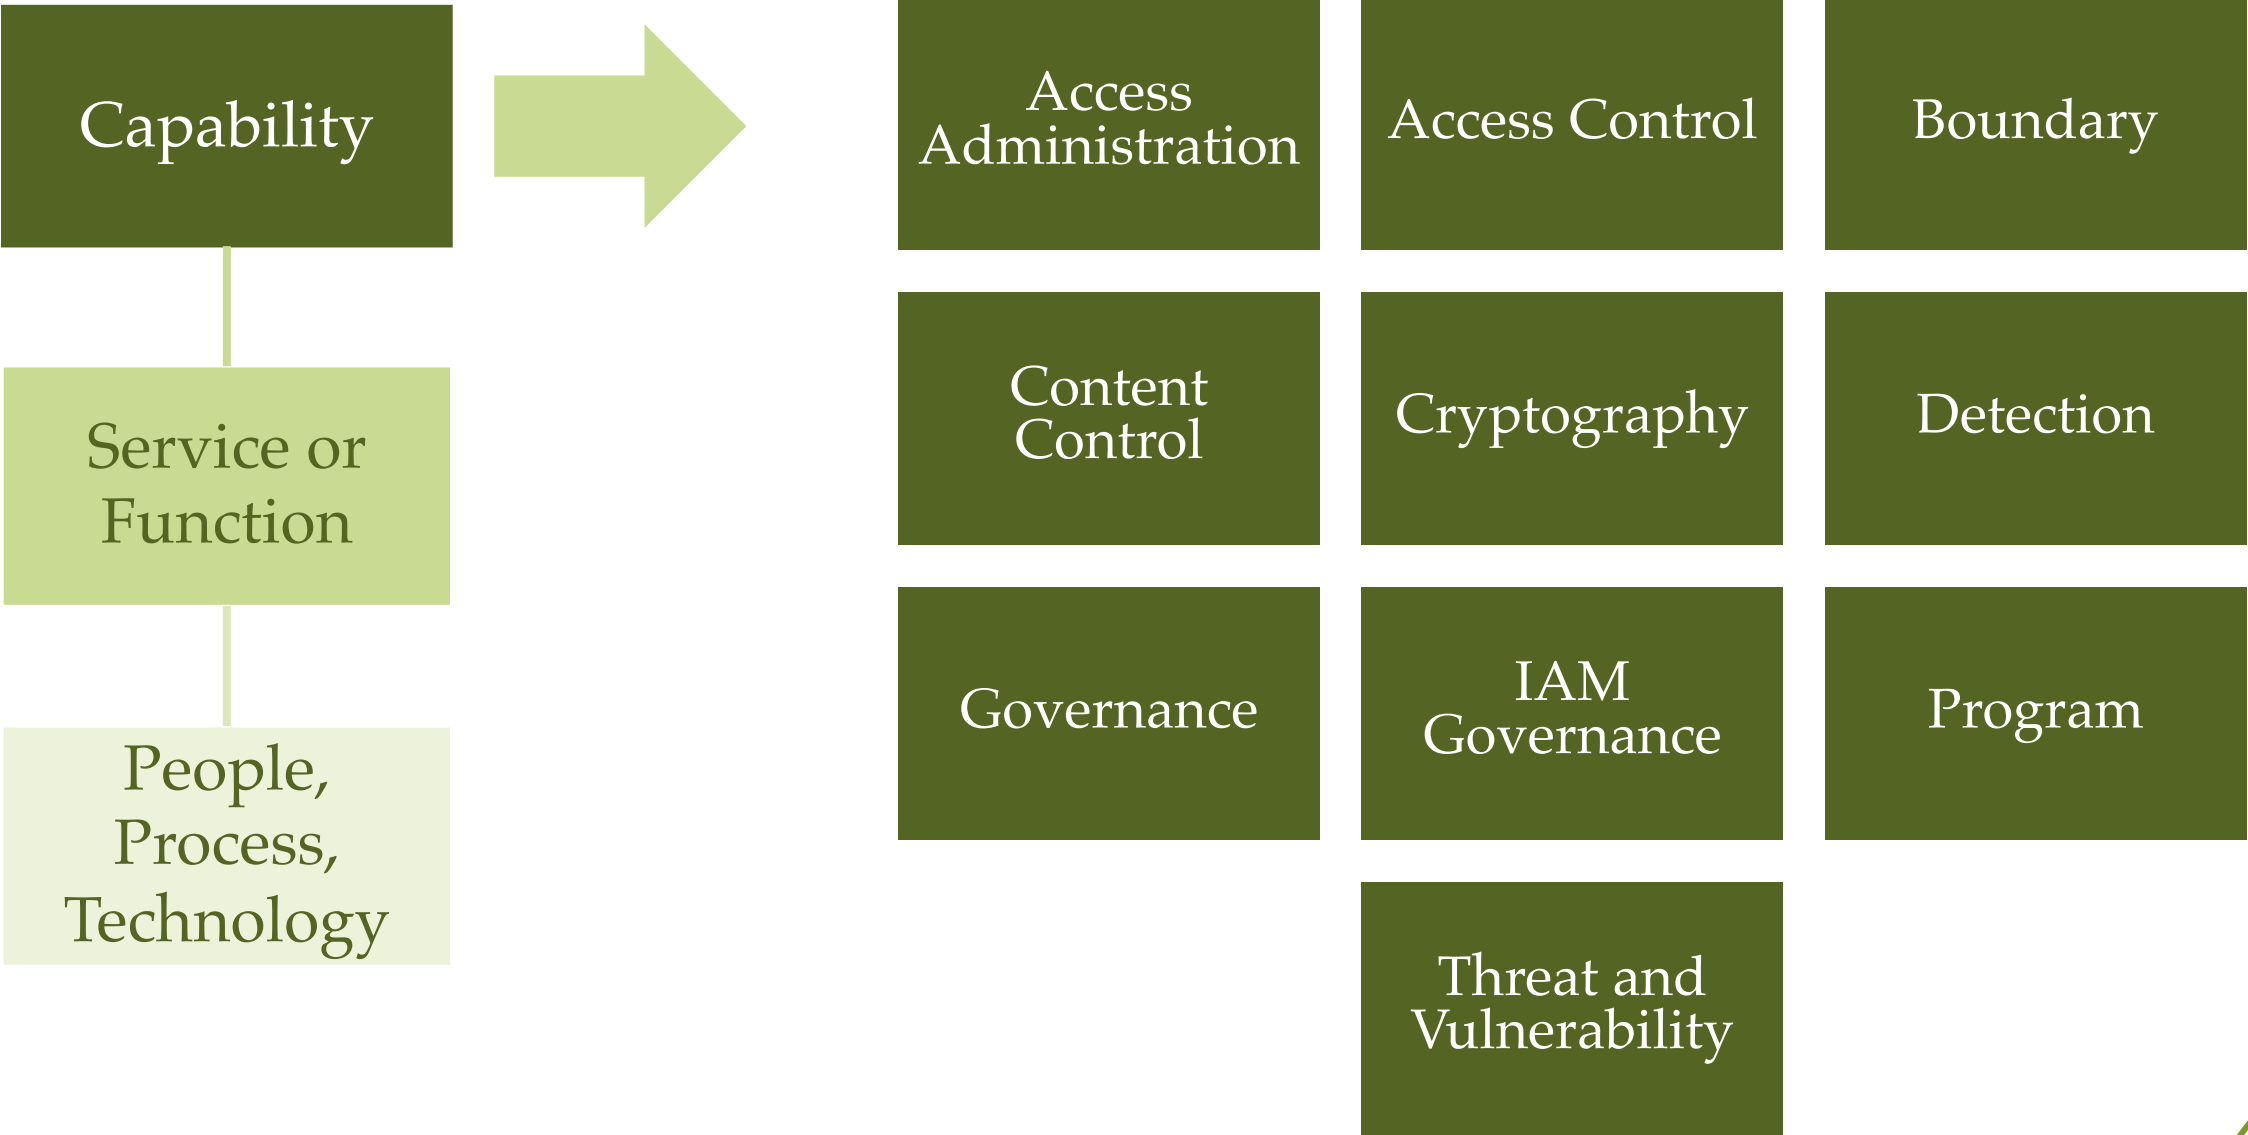 Capability
Service or
Function
People,
Process,
Technology
Access
Administration
Access Control
Boundary
Content
Control
Cryptography
Detection
Governance
IAM
Governance
Program
Threat and
Vulnerability